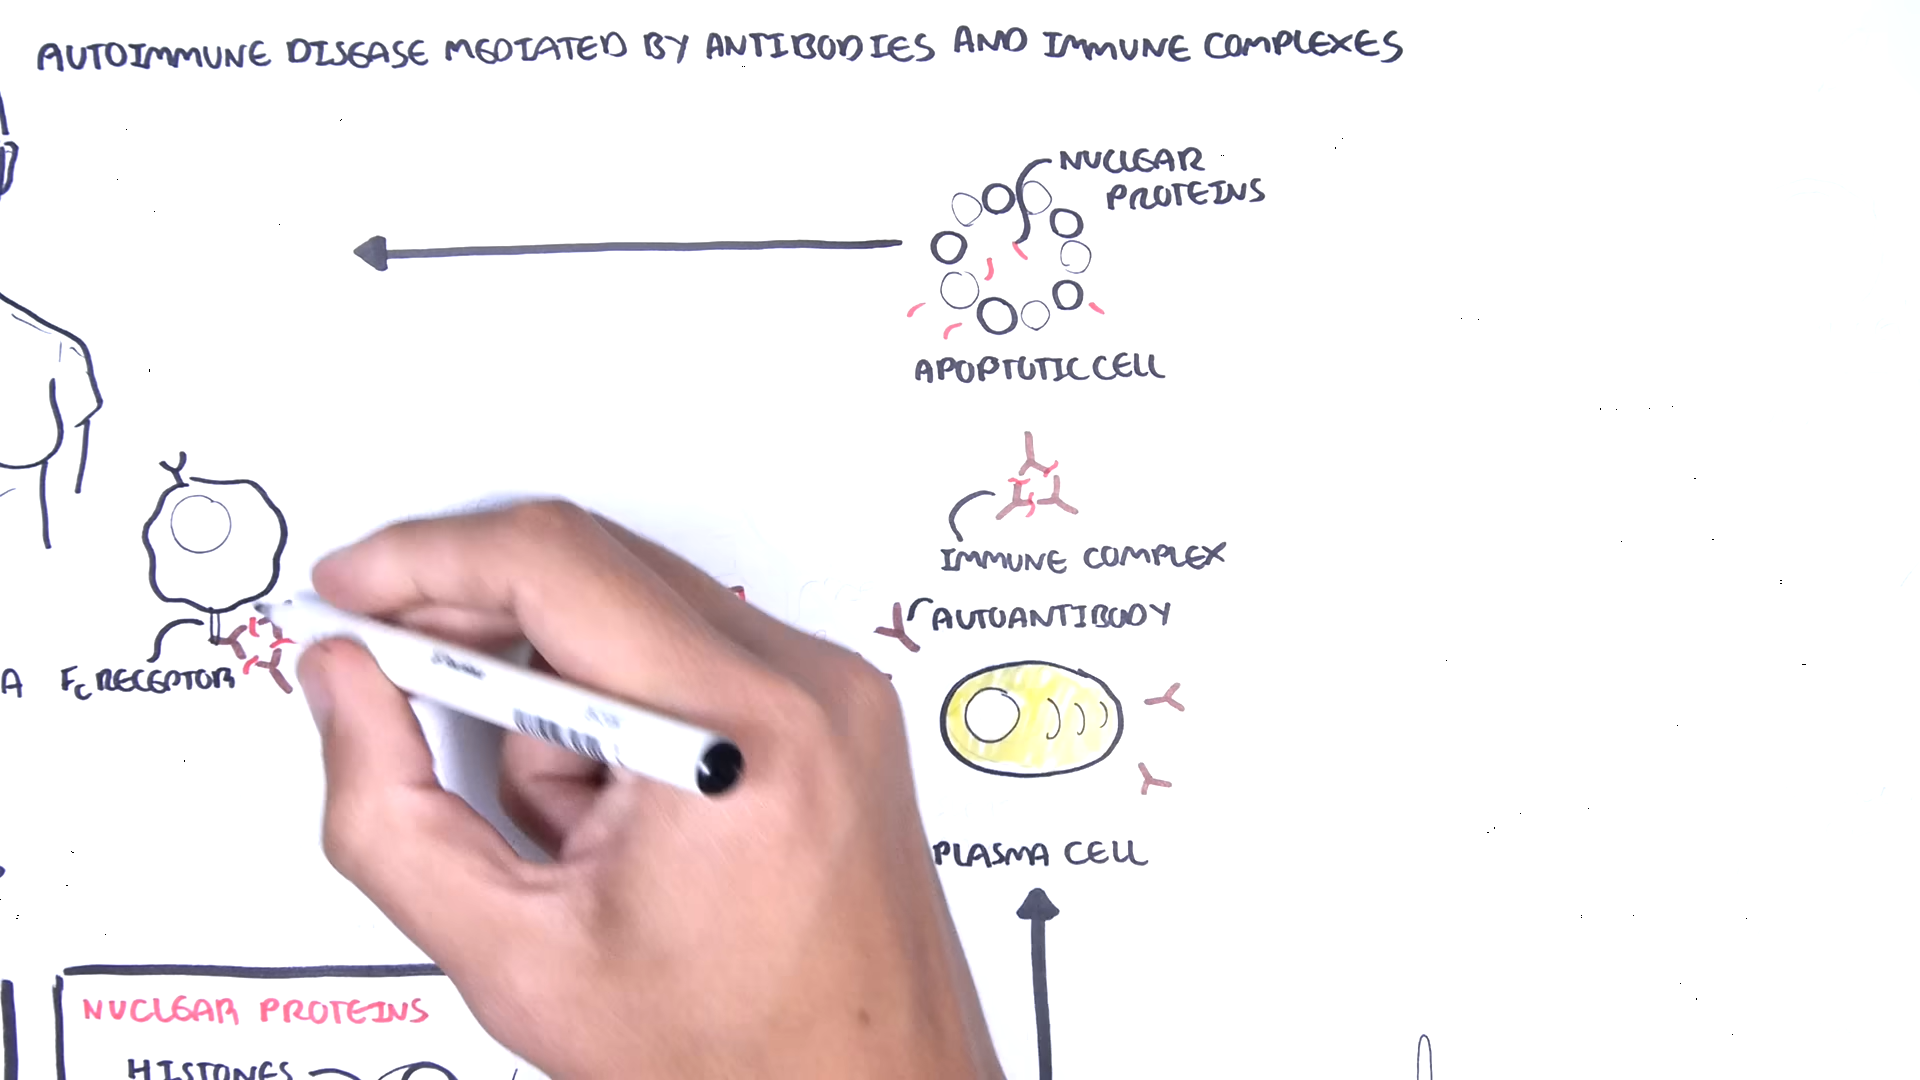 AUTOIMMUNE DISEASE MEDIATED BY ANTIBODIES AND IMMUNE COMPLEXES
NUCLEAR
PROTEINS
APOPTOTIC CELL
IMMUNE COMPLEX
AUTOANTIBODY
A FC RECEPTOR
PLASMA CELL
NUCLEAR PROTEINS
HISTONES